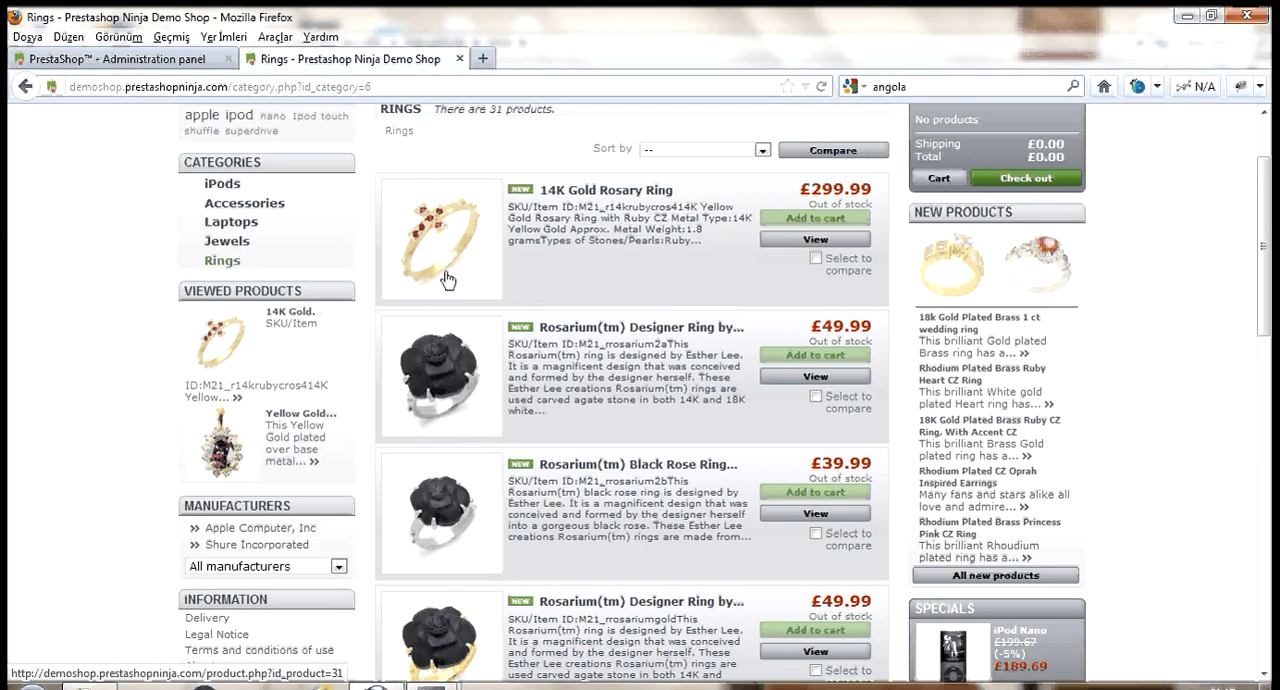 Rings - Prestashop Ninja Demo Shop - Mozilla Firefox
Dosya Düzen Görünüm Geçmiş Yer İmleri Araçlar Yardım
PrestaShop™ - Administration panel
Rings - Prestashop Ninja Demo Shop
demoshop.prestashopninja.com/category.php?id_category=6
angola
N/A
apple ipod nano Ipod touch
shuffle superdrive
CATEGORIES
iPods
Accessories
Laptops
Jewels
Rings
VIEWED PRODUCTS
14K Gold...
SKU/Item
ID:M21_r14krubycros414K
Yellow... »
Yellow Gold...
This Yellow
Gold plated
over base
metal... »
MANUFACTURERS
» Apple Computer, Inc
» Shure Incorporated
All manufacturers
INFORMATION
Delivery
Legal Notice
Terms and conditions of use
RINGS There are 31 products.
Rings
Sort by -- Compare
NEW 14K Gold Rosary Ring
SKU/Item ID:M21_r14krubycros414K Yellow
Gold Rosary Ring with Ruby CZ Metal Type:14K
Yellow Gold Approx. Metal Weight:1.8
gramsTypes of Stones/Pearls:Ruby...
£299.99
Out of stock
Add to cart
View
Select to
compare
NEW Rosarium(tm) Designer Ring by...
SKU/Item ID:M21_rrosarium2aThis
Rosarium(tm) ring is designed by Esther Lee.
It is a magnificent design that was conceived
and formed by the designer herself. These
Esther Lee creations Rosarium(tm) rings are
used carved agate stone in both 14K and 18K
white...
£49.99
Out of stock
Add to cart
View
Select to
compare
NEW Rosarium(tm) Black Rose Ring...
SKU/Item ID:M21_rrosarium2bThis
Rosarium(tm) black rose ring is designed by
Esther Lee. It is a magnificent design that was
conceived and formed by the designer herself
into a gorgeous black rose. These Esther Lee
creations Rosarium(tm) rings are made from...
£39.99
Out of stock
Add to cart
View
Select to
compare
NEW Rosarium(tm) Designer Ring by...
SKU/Item ID:M21_rrosariumgoldThis
Rosarium(tm) ring is designed by Esther Lee.
It is a magnificent design that was conceived
and formed by the designer herself. These
Esther Lee creations Rosarium(tm) rings are
used carved agate stone in both 14K and 18K
£49.99
Out of stock
Add to cart
View
Select to
No products
Shipping £0.00
Total £0.00
Cart Check out
NEW PRODUCTS
18k Gold Plated Brass 1 ct
wedding ring
This brilliant Gold plated
Brass ring has a... »
Rhodium Plated Brass Ruby
Heart CZ Ring
This brilliant White gold
plated Heart ring has... »
18K Gold Plated Brass Ruby CZ
Ring, With Accent CZ
This brilliant Brass Gold
plated ring has a... »
Rhodium Plated CZ Oprah
Inspired Earrings
Many fans and stars alike all
love and admire... »
Rhodium Plated Brass Princess
Pink CZ Ring
This brilliant Rhoudium
plated ring has a... »
All new products
SPECIALS
iPod Nano
£199.67
(-5%)
£189.69
http://demoshop.prestashopninja.com/product.php?id_product=31